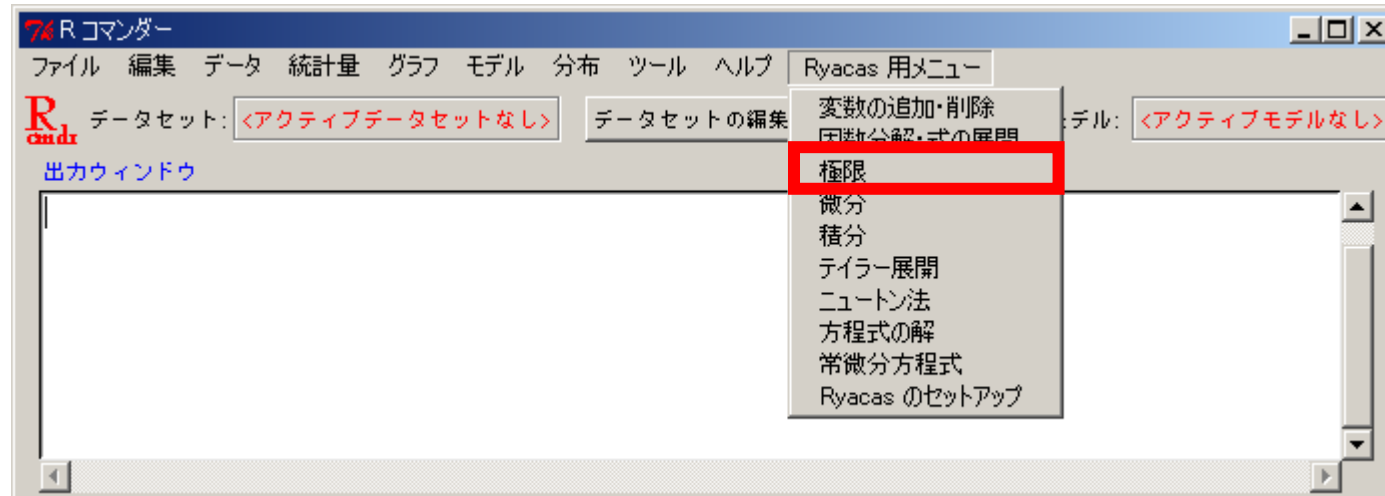 R コマンダー
ファイル 編集 データ 統計量 グラフ モデル 分布 ツール ヘルプ Ryacas 用メニュー
R cmdr データセット: <アクティブデータセットなし> データセットの編集 モデル: <アクティブモデルなし>
変数の追加・削除
因数分解・式の展開
出力ウィンドウ
極限
微分
積分
テイラー展開
ニュートン法
方程式の解
常微分方程式
Ryacas のセットアップ